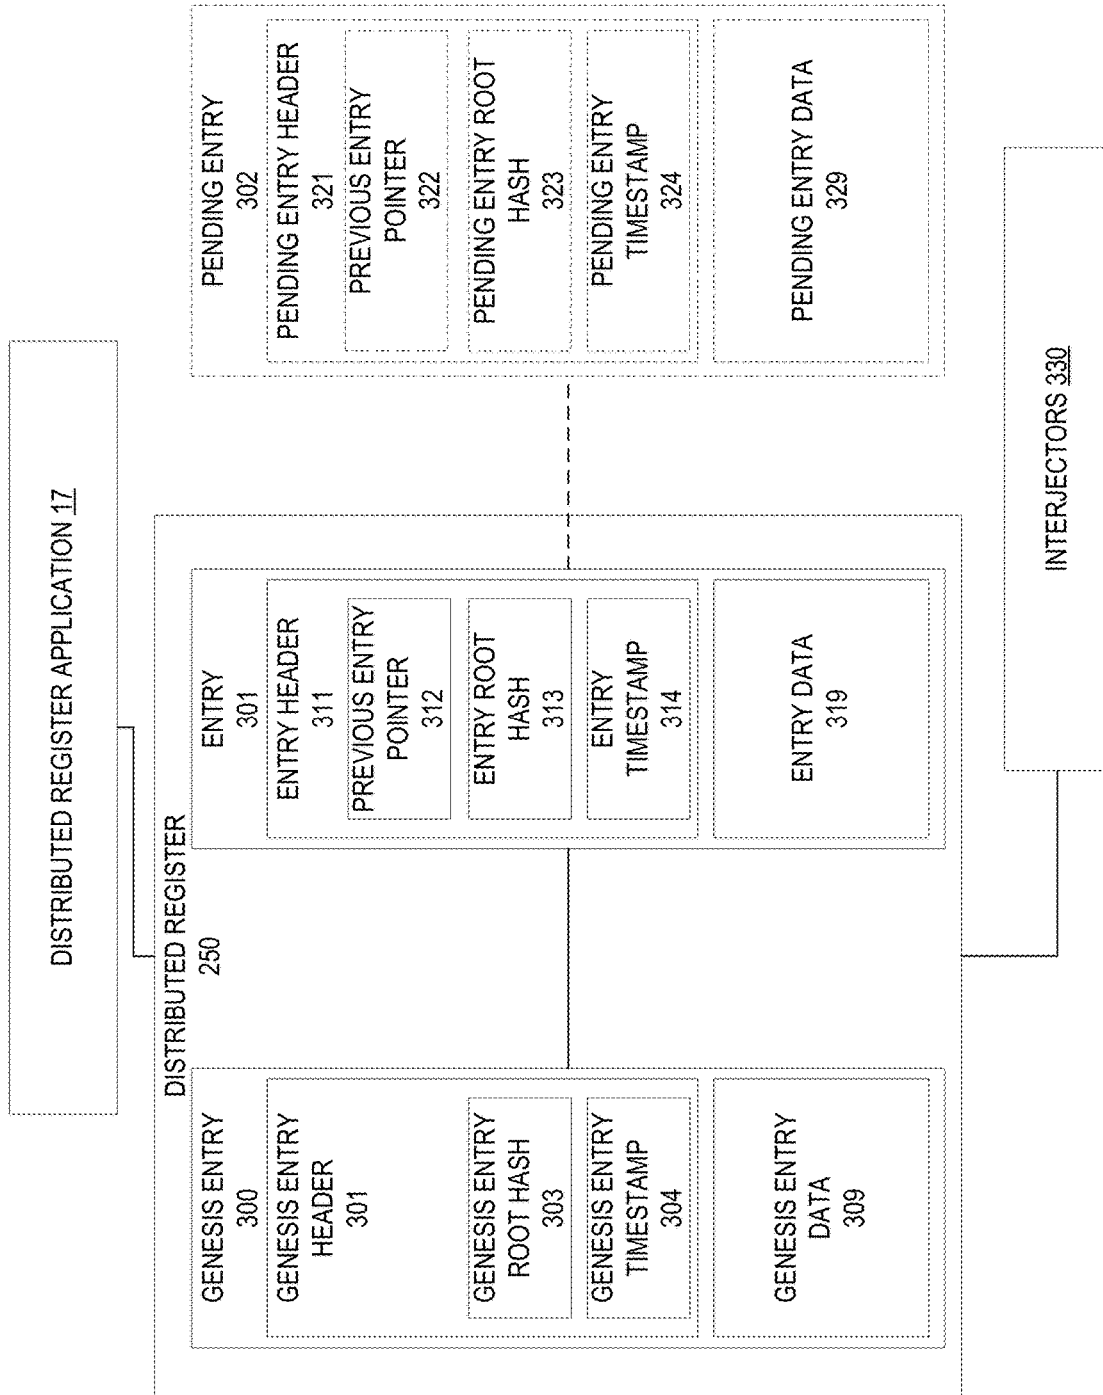 DISTRIBUTED REGISTER APPLICATION 17
DISTRIBUTED REGISTER
250
GENESIS ENTRY
300
GENESIS ENTRY
HEADER
301
GENESIS ENTRY
ROOT HASH
303
GENESIS ENTRY
TIMESTAMP
304
GENESIS ENTRY
DATA
309
ENTRY
301
ENTRY HEADER
311
PREVIOUS ENTRY
POINTER
312
ENTRY ROOT
HASH
313
ENTRY
TIMESTAMP
314
ENTRY DATA
319
PENDING ENTRY
302
PENDING ENTRY HEADER
321
PREVIOUS ENTRY
POINTER
322
PENDING ENTRY ROOT
HASH
323
PENDING ENTRY
TIMESTAMP
324
PENDING ENTRY DATA
329
INTERJECTORS 330